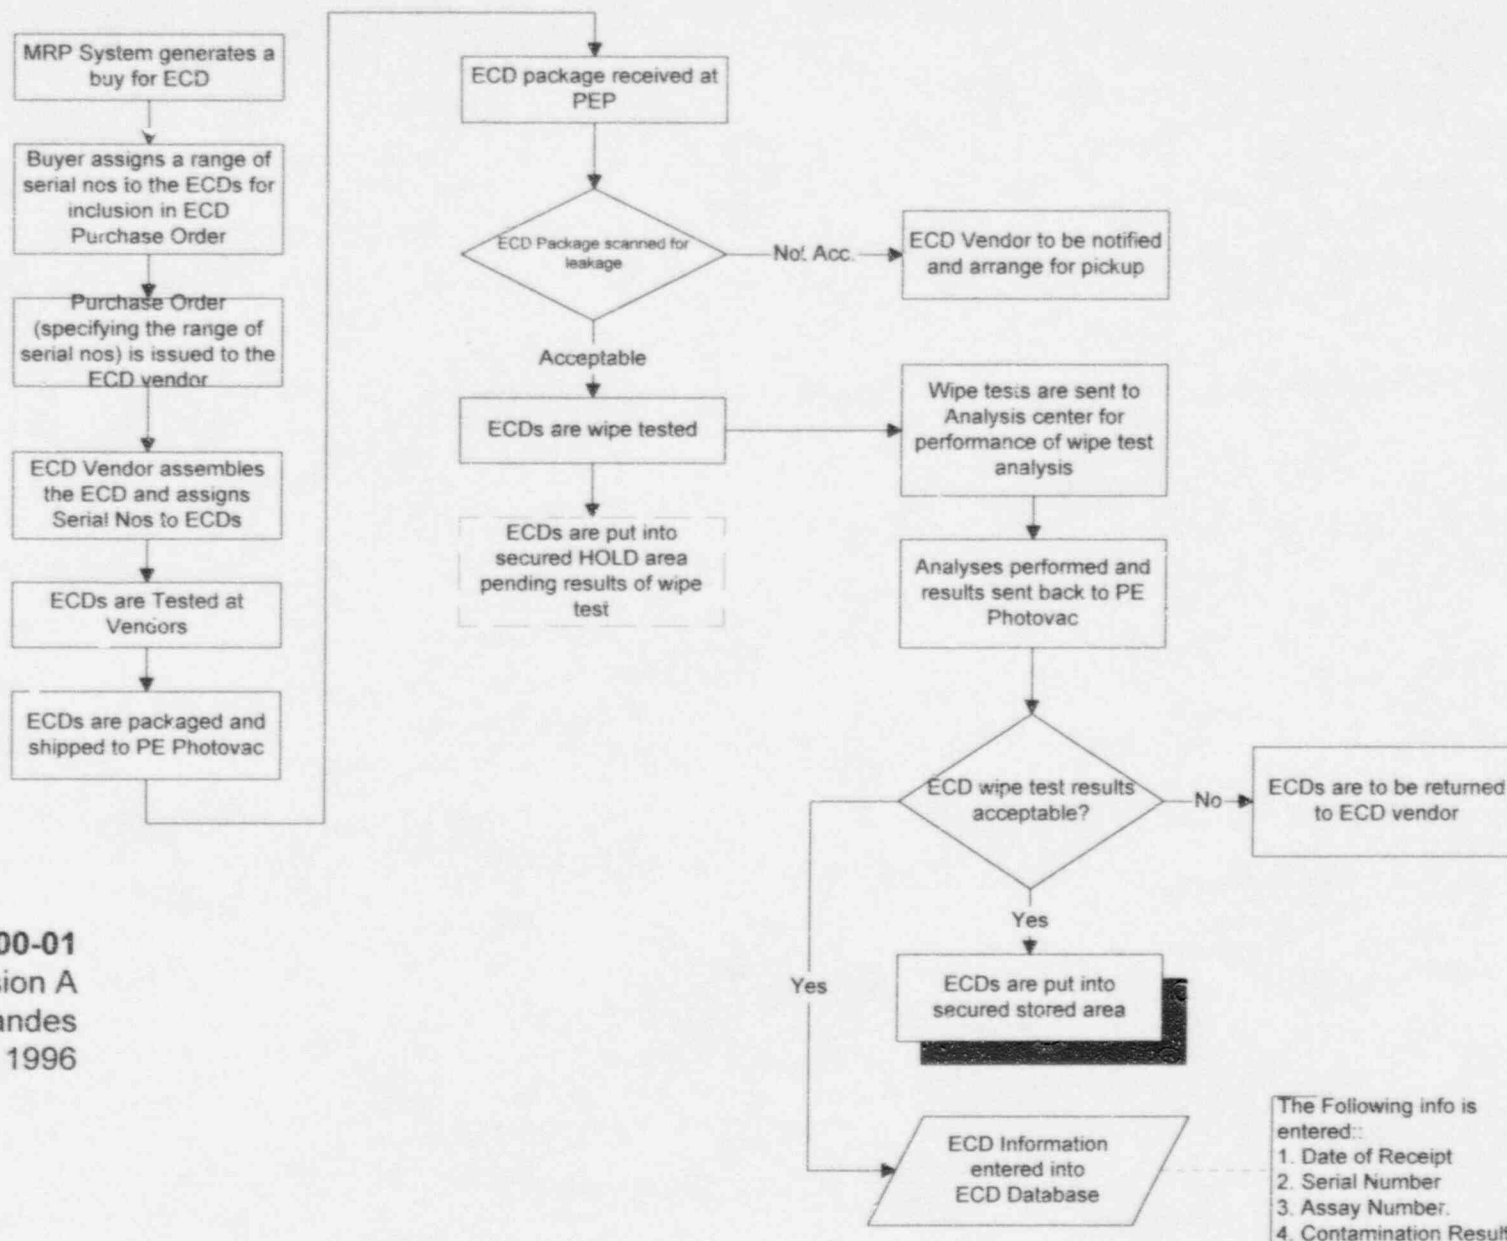 MRP System generates a
buy for ECD
Buyer assigns a range of
serial nos to the ECDs for
inclusion in ECD
Purchase Order
Purchase Order
(specifying the range of
serial nos) is issued to the
ECD vendor
ECD Vendor assembles
the ECD and assigns
Serial Nos to ECDs
ECDs are Tested at
Vendors
ECDs are packaged and
shipped to PE Photovac
ECD package received at
PEP
ECD Package scanned for
leakage
Not Acc.
ECD Vendor to be notified
and arrange for pickup
Acceptable
ECDs are wipe tested
Wipe tests are sent to
Analysis center for
performance of wipe test
analysis
ECDs are put into
secured HOLD area
pending results of wipe
test
Analyses performed and
results sent back to PE
Photovac
ECD wipe test results
acceptable?
No
ECDs are to be returned
to ECD vendor
Yes
ECDs are put into
secured stored area
Yes
ECD Information
entered into
ECD Database
The Following info is
entered::
1. Date of Receipt
2. Serial Number
3. Assay Number.
4. Contamination Result
00-01
sion A
andes
1996